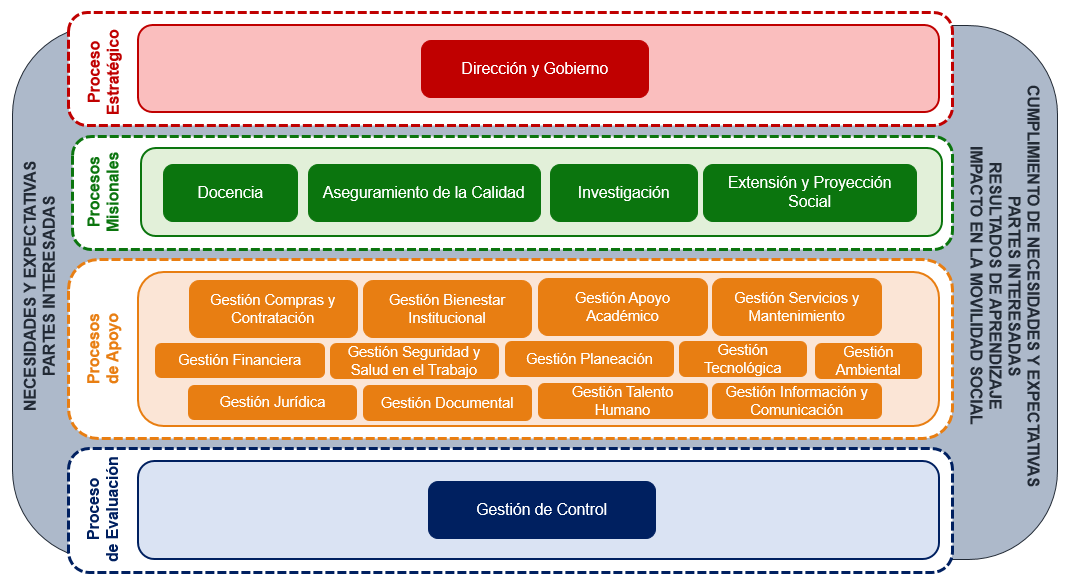 NECESIDADES Y EXPECTATIVAS
PARTES INTERESADAS
Proceso
Estratégico
Dirección y Gobierno
Procesos
Misionales
Docencia
Aseguramiento de la Calidad
Investigación
Extensión y Proyección
Social
Procesos
de Apoyo
Gestión Compras y
Contratación
Gestión Bienestar
Institucional
Gestión Apoyo
Académico
Gestión Servicios y
Mantenimiento
Gestión Financiera
Gestión Seguridad y
Salud en el Trabajo
Gestión Planeación
Gestión
Tecnológica
Gestión
Ambiental
Gestión Jurídica
Gestión Documental
Gestión Talento
Humano
Gestión Información y
Comunicación
Proceso
de Evaluación
Gestión de Control
CUMPLIMIENTO DE NECESIDADES Y EXPECTATIVAS
PARTES INTERESADAS
RESULTADOS DE APRENDIZAJE
IMPACTO EN LA MOVILIDAD SOCIAL